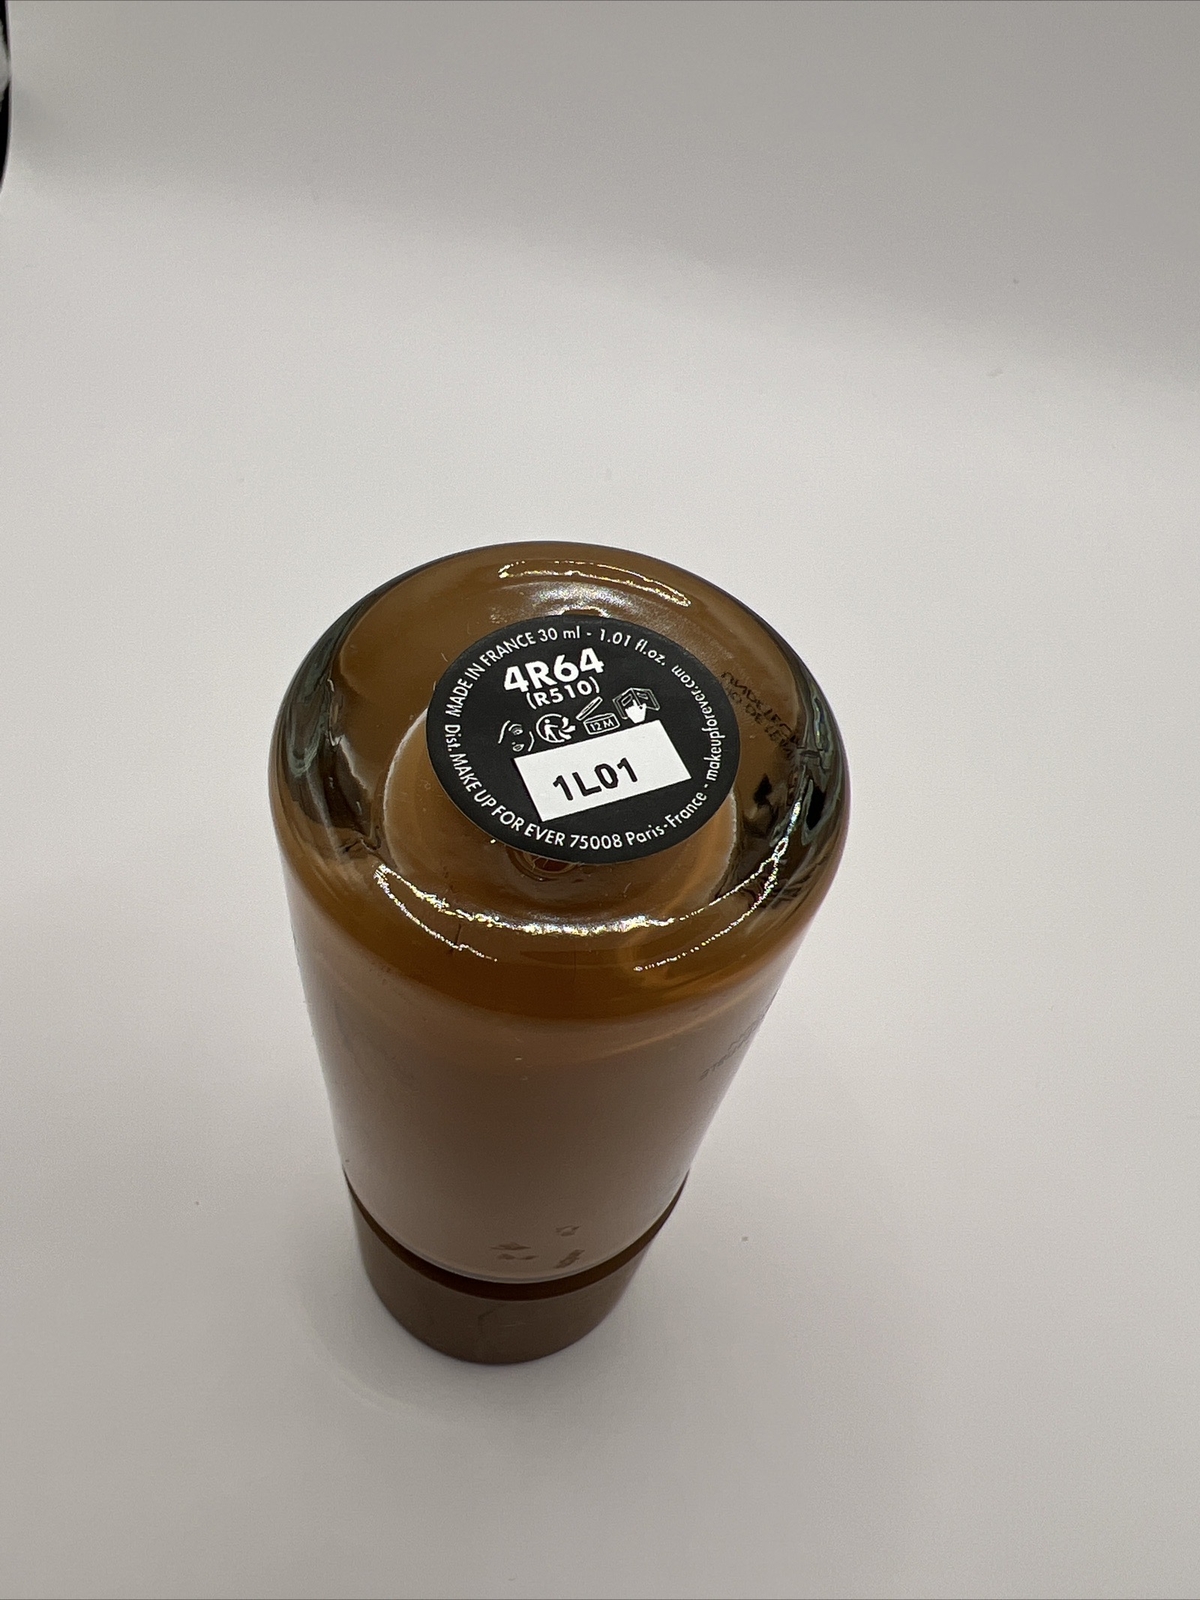 MADE IN FRANCE 30 ml - 1.01 fl.oz.
4R64
(R510)
12M
1L01
Dist. MAKE UP FOR EVER 75008 Paris-France - makeupforever.com